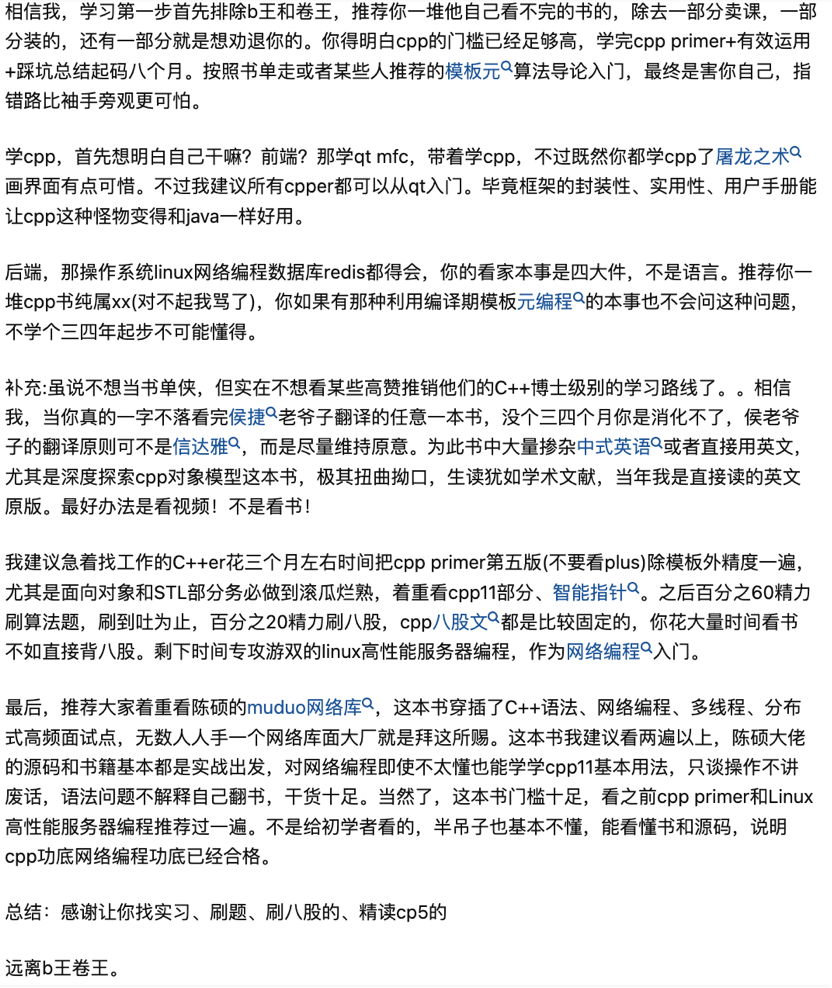 相信我，学习第一步首先排除b王和卷王，推荐你一堆他自己看不完的书的，除去一部分卖课，一部
分装的，还有一部分就是想劝退你的。你得明白cpp的门槛已经足够高，学完cpp primer+有效运用
+踩坑总结起码八个月。按照书单走或者某些人推荐的模板元算法导论入门，最终是害你自己，指
错路比袖手旁观更可怕。
学cpp，首先想明白自己干嘛？前端？那学qt mfc，带着学cpp，不过既然你都学cpp了屠龙之术
画界面有点可惜。不过我建议所有cpper都可以从qt入门。毕竟框架的封装性、实用性、用户手册能
让cpp这种怪物变得和java一样好用。
后端，那操作系统linux网络编程数据库redis都得会，你的看家本事是四大件，不是语言。推荐你一
堆cpp书纯属xx(对不起我骂了)，你如果有那种利用编译期模板元编程的本事也不会问这种问题，
不学个三四年起步不可能懂得。
补充:虽说不想当书单侠，但实在不想看某些高赞推销他们的C++博士级别的学习路线了。。相信
我，当你真的一字不落看完侯捷老爷子翻译的任意一本书，没个三四个月你是消化不了，侯老爷
子的翻译原则可不是信达雅，而是尽量维持原意。为此书中大量掺杂中式英语或者直接用英文，
尤其是深度探索cpp对象模型这本书，极其扭曲拗口，生读犹如学术文献，当年我是直接读的英文
原版。最好办法是看视频！不是看书！
我建议急着找工作的C++er花三个月左右时间把cpp primer第五版(不要看plus)除模板外精度一遍，
尤其是面向对象和STL部分务必做到滚瓜烂熟，着重看cpp11部分、智能指针。之后百分之60精力
刷算法题，刷到吐为止，百分之20精力刷八股，cpp八股文都是比较固定的，你花大量时间看书
不如直接背八股。剩下时间专攻游双的linux高性能服务器编程，作为网络编程入门。
最后，推荐大家着重看陈硕的muduo网络库，这本书穿插了C++语法、网络编程、多线程、分布
式高频面试点，无数人人手一个网络库面大厂就是拜这所赐。这本书我建议看两遍以上，陈硕大佬
的源码和书籍基本都是实战出发，对网络编程即使不太懂也能学学cpp11基本用法，只谈操作不讲
废话，语法问题不解释自己翻书，干货十足。当然了，这本书门槛十足，看之前cpp primer和Linux
高性能服务器编程推荐过一遍。不是给初学者看的，半吊子也基本不懂，能看懂书和源码，说明
cpp功底网络编程功底已经合格。
总结：感谢让你找实习、刷题、刷八股的、精读cp5的
远离b王卷王。